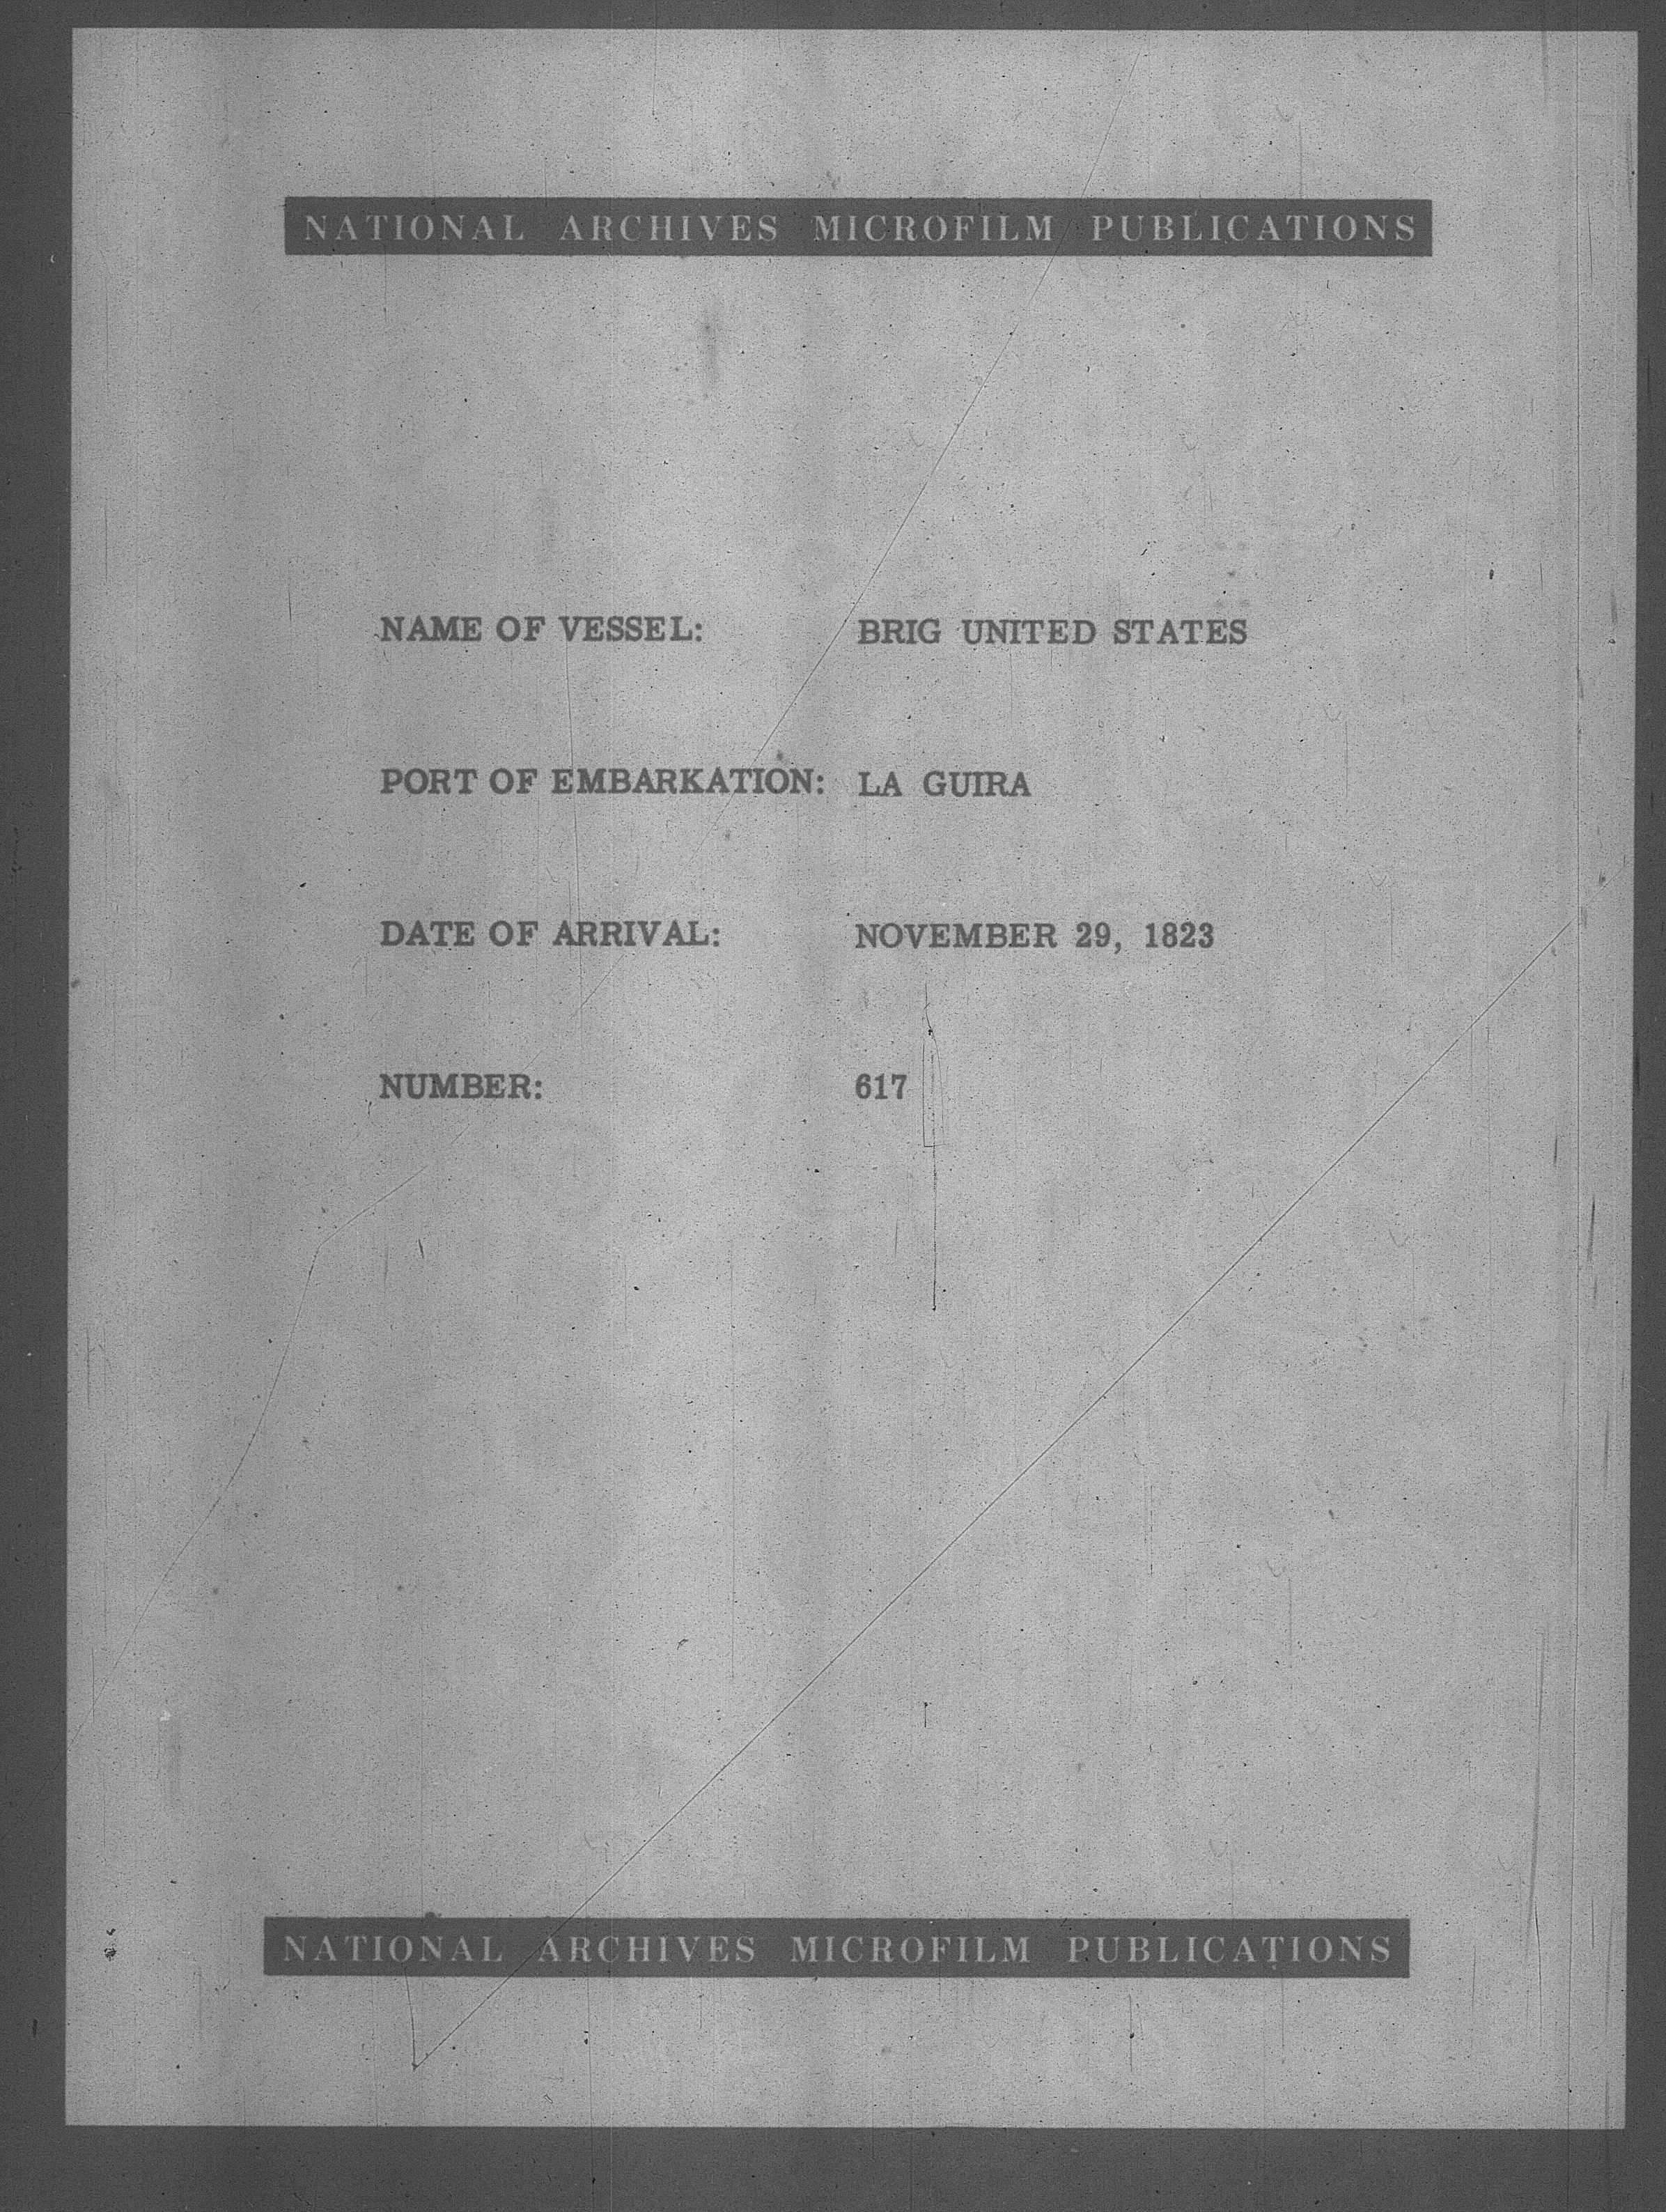 NATIONAL ARCHIVES MICROFILM PUBLICATIONS
NAME OF VESSEL: BRIG UNITED STATES
PORT OF EMBARKATION: LA GUIRA
DATE OF ARRIVAL: NOVEMBER 29, 1823
NUMBER: 617
NATIONAL ARCHIVES MICROFILM PUBLICATIONS